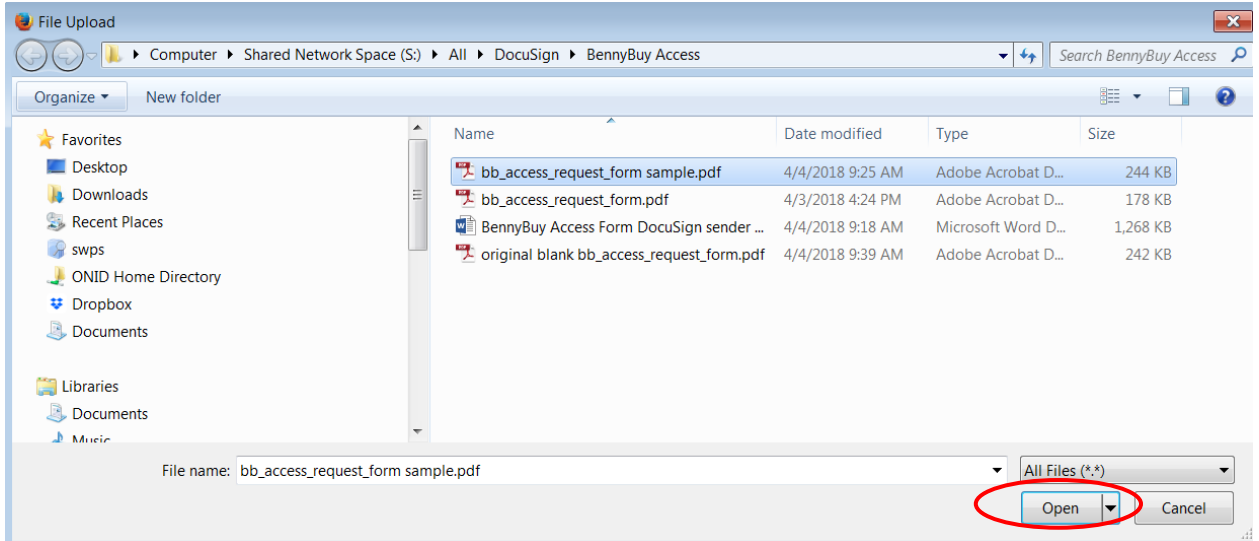 File Upload
Computer Shared Network Space (S:) All DocuSign BennyBuy Access
Search BennyBuy Access
Organize New folder
Favorites
Desktop
Downloads
Recent Places
swps
ONID Home Directory
Dropbox
Documents
Libraries
Documents
Music
Name Date modified Type Size
bb_access_request_form sample.pdf 4/4/2018 9:25 AM Adobe Acrobat D... 244 KB
bb_access_request_form.pdf 4/3/2018 4:24 PM Adobe Acrobat D... 178 KB
BennyBuy Access Form DocuSign sender ... 4/4/2018 9:18 AM Microsoft Word D... 1,268 KB
original blank bb_access_request_form.pdf 4/4/2018 9:39 AM Adobe Acrobat D... 242 KB
File name: bb_access_request_form sample.pdf All Files (*.*)
Open Cancel